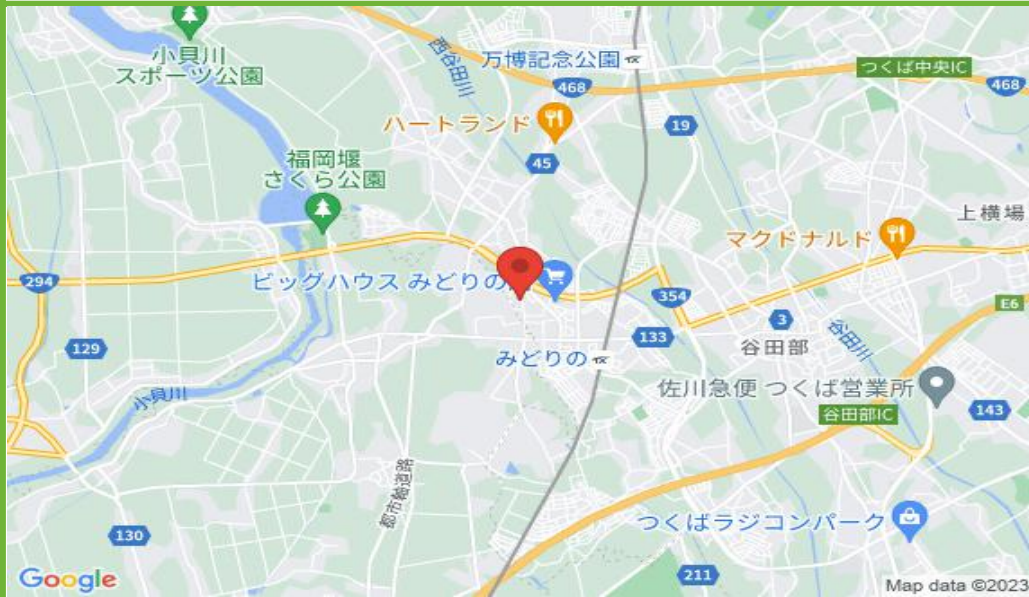 小貝川
スポーツ公園
西谷田川
万博記念公園
468
つくば中央IC
468
ハートランド
19
45
福岡堰
さくら公園
上横場
マクドナルド
294
ビッグハウス みどりの
354
E6
3
129
133
谷田部
谷田川
みどりの
小貝川
佐川急便 つくば営業所
谷田部IC
143
都市軸道路
つくばラジコンパーク
130
211
Google
Map data ©2023